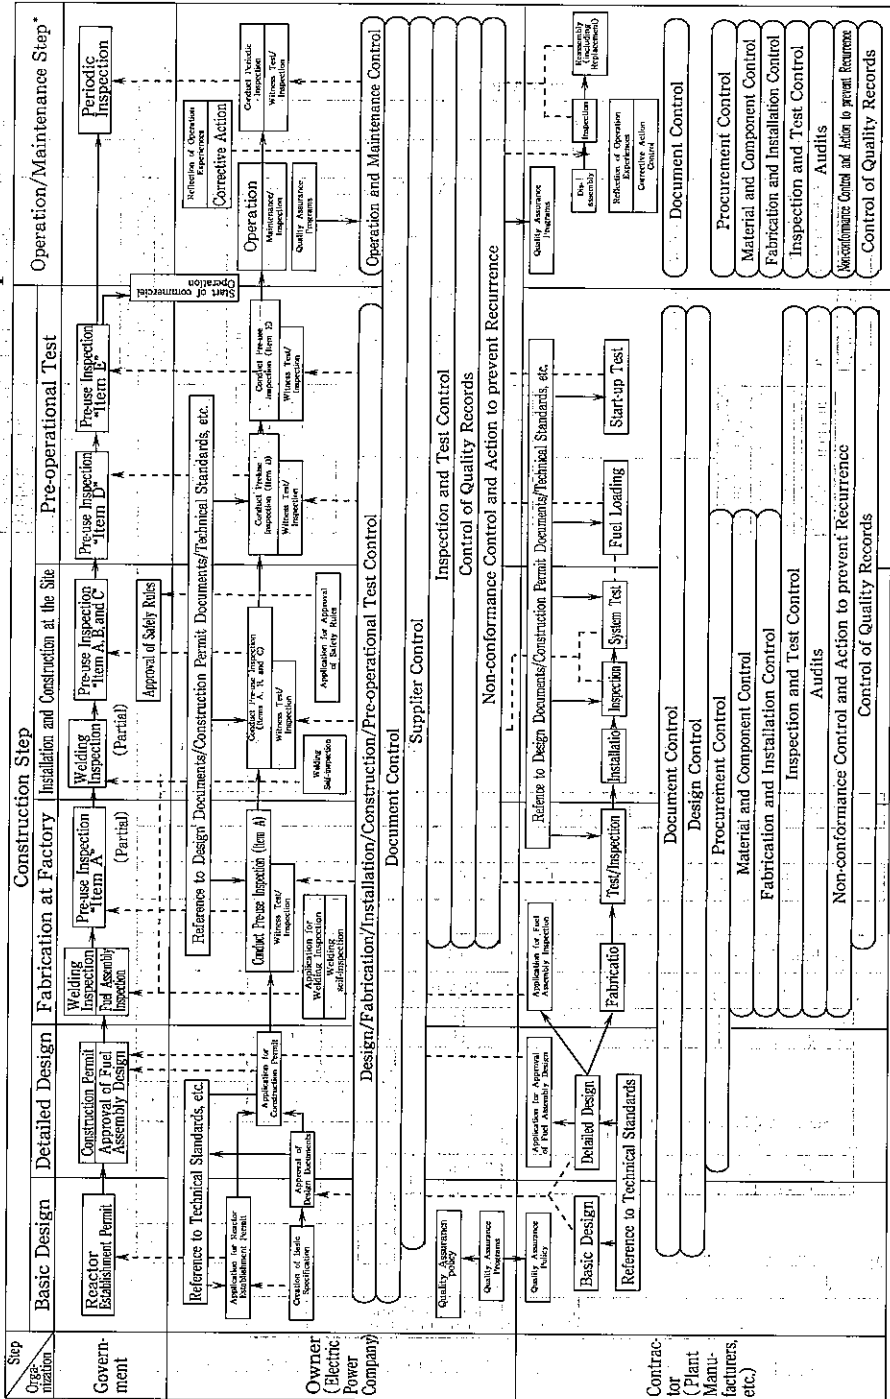 Step
Orga-
nization
Construction Step
Operation/Maintenance Step*
Basic Design
Detailed Design
Fabrication at Factory
Installation and Construction at the Site
Pre-operational Test
Govern-
ment
Reactor
Establishment Permit
Construction Permit
Approval of Fuel
Assembly Design
Welding
Inspection
Fuel Assembly
Inspection
Pre-use Inspection
"Item A"
(Partial)
Welding
Inspection
(Partial)
Pre-use Inspection
Item A, B, and C
Approval of Safety Rules
Pre-use Inspection
"Item D"
Pre-use Inspection
"Item E"
Start of commercial
Operation
Periodic
Inspection
Owner
(Electric
Power
Company)
Reference to Technical Standards, etc.
Application for Reactor
Establishment Permit
Creation of Basic
Specification
Approval of
Design Documents
Application for
Construction Permit
Reference to Design Documents/Construction Permit Documents/Technical Standards, etc.
Conduct Pre-use Inspection (Item A)
Witness Test/
Inspection
Application for
Welding Inspection
Welding
self-inspection
Conduct Pre-use Inspection
(Items A, B, and C)
Witness Test/
Inspection
Welding
Self-inspection
Application for Approval
of Safety Rules
Conduct Pre-use
Inspection (Item D)
Witness Test/
Inspection
Conduct Pre-use
Inspection (Item E)
Witness Test/
Inspection
Reflection of Operation
Experiences
Corrective Action
Operation
Maintenance/
Inspection
Quality Assurance
Programs
Conduct Periodic
Inspection
Witness Test/
Inspection
Design/Fabrication/Installation/Construction/Pre-operational Test Control
Operation and Maintenance Control
Document Control
Supplier Control
Inspection and Test Control
Control of Quality Records
Non-conformance Control and Action to prevent Recurrence
Quality Assurance
policy
Quality Assurance
Programs
Contrac-
tor
(Plant
Manu-
facturers,
etc.)
Quality Assurance
Policy
Basic Design
Reference to Technical Standards
Application for Approval
of Fuel Assembly Design
Detailed Design
Application for Fuel
Assembly Inspection
Fabricatio
Test/Inspection
Refence to Design Documents/Construction Permit Documents/Technical Standards, etc.
Installatio
Inspection
System Test
Fuel Loading
Start-up Test
Quality Assurance
Programs
Dis-
assembly
Inspection
Reassembly
(including
Replacement)
Reflection of Operation
Experiences
Corrective Action
Control
Document Control
Design Control
Procurement Control
Material and Component Control
Fabrication and Installation Control
Inspection and Test Control
Audits
Non-conformance Control and Action to prevent Recurrence
Control of Quality Records
Document Control
Procurement Control
Material and Component Control
Fabrication and Installation Control
Inspection and Test Control
Audits
Non-conformance Control and Action to prevent Recurrence
Control of Quality Records